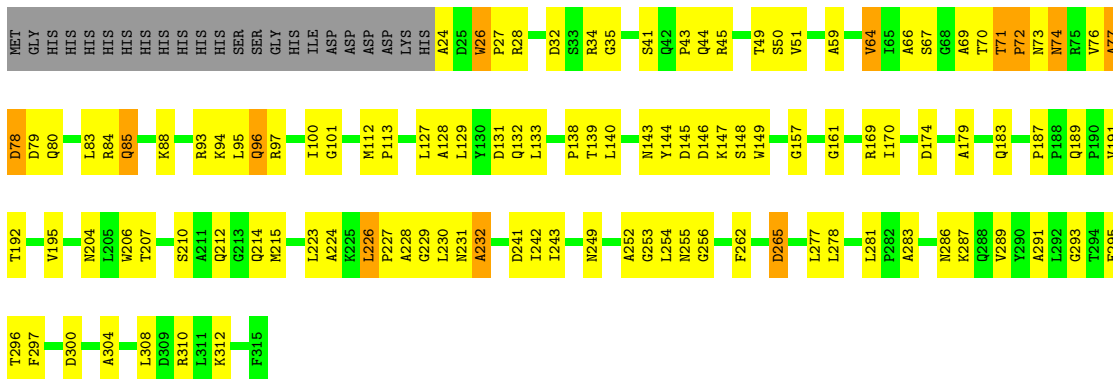 MET GLY HIS HIS HIS HIS HIS HIS HIS HIS HIS HIS SER SER GLY HIS ILE ASP ASP ASP ASP LYS HIS A24 D25 W26 P27 R28 D32 S33 R34 G35 S41 Q42 P43 Q44 R45 T49 S50 V51 A59 V64 I65 A66 S67 G68 A69 T70 T71 P72 N73 N74 R75 V76 A77
D78 D79 Q80 L83 R84 Q85 K88 R93 K94 L95 Q96 R97 I100 G101 M112 P113 L127 A128 L129 Y130 D131 Q132 L133 P138 T139 L140 N143 Y144 D145 D146 K147 S148 W149 G157 G161 R169 I170 D174 A179 Q183 P187 P188 Q189 P190 V191
T192 V195 N204 L205 W206 T207 S210 A211 Q212 G213 Q214 M215 L223 A224 K225 L226 P227 A228 G229 L230 N231 A232 D241 I242 I243 N249 A252 G253 L254 N255 G256 F262 D265 L277 L278 L281 P282 A283 N286 K287 Q288 V289 Y290 A291 L292 G293 T294
T296 F297 D300 A304 L308 D309 R310 L311 K312 F315